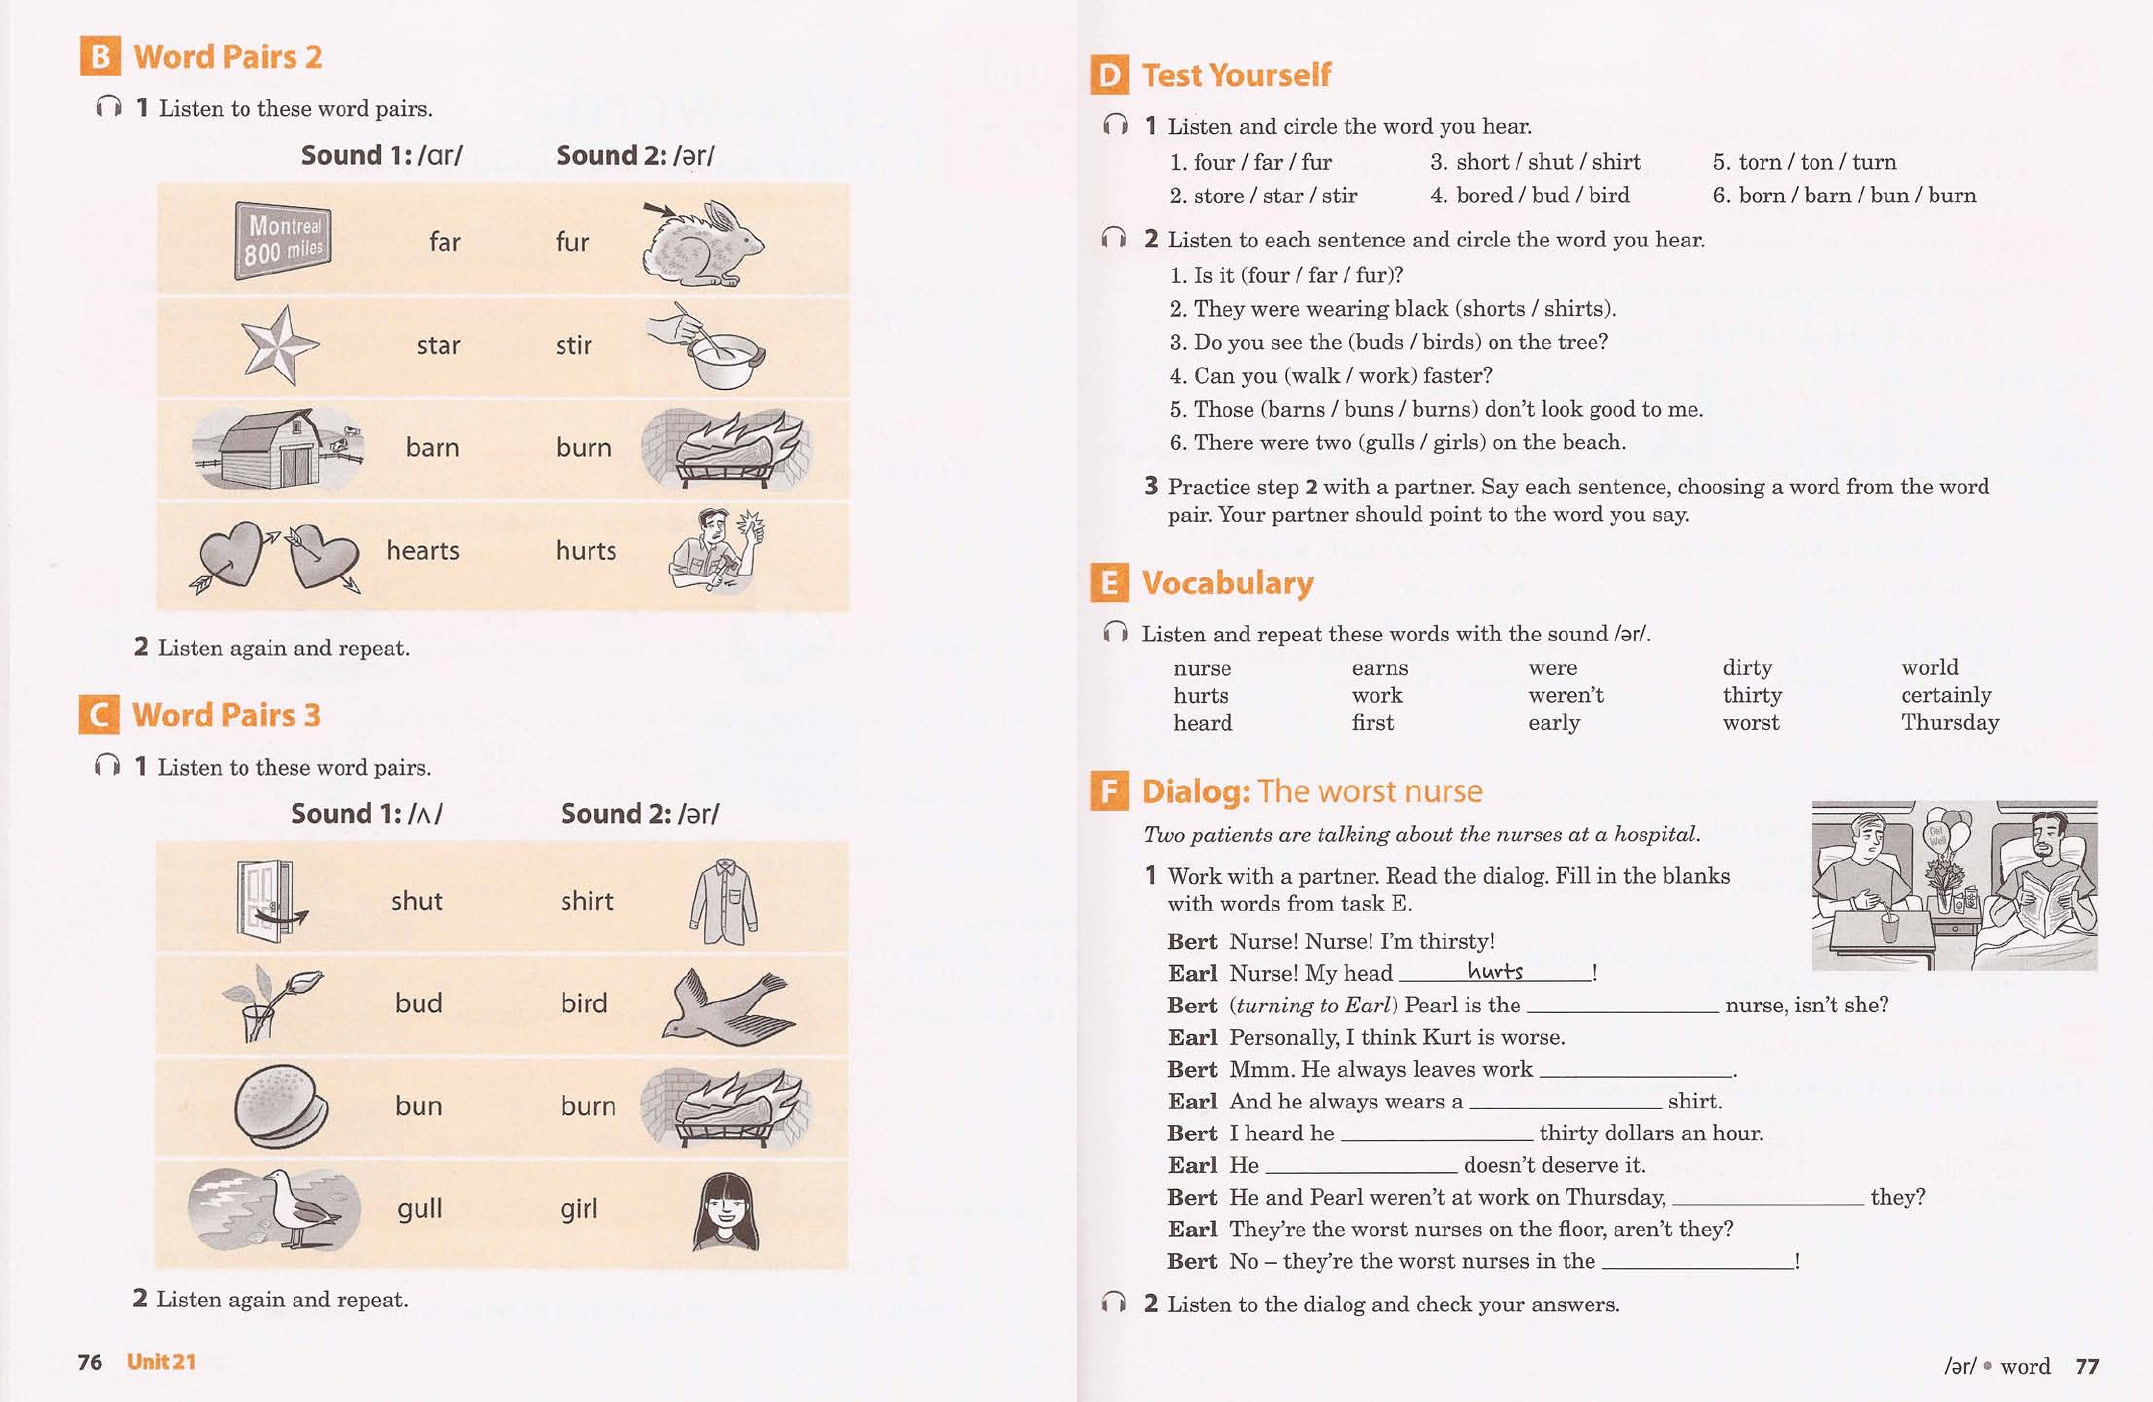 B Word Pairs 2
1 Listen to these word pairs.
Sound 1: /ɑr/ Sound 2: /ər/
Montreal
800 miles
far fur
star stir
barn burn
hearts hurts
2 Listen again and repeat.
C Word Pairs 3
1 Listen to these word pairs.
Sound 1: /ʌ/ Sound 2: /ər/
shut shirt
bud bird
bun burn
gull girl
2 Listen again and repeat.
76 Unit 21
D Test Yourself
1 Listen and circle the word you hear.
1. four / far / fur 3. short / shut / shirt 5. torn / ton / turn
2. store / star / stir 4. bored / bud / bird 6. born / barn / bun / burn
2 Listen to each sentence and circle the word you hear.
1. Is it (four / far / fur)?
2. They were wearing black (shorts / shirts).
3. Do you see the (buds / birds) on the tree?
4. Can you (walk / work) faster?
5. Those (barns / buns / burns) don't look good to me.
6. There were two (gulls / girls) on the beach.
3 Practice step 2 with a partner. Say each sentence, choosing a word from the word
pair. Your partner should point to the word you say.
E Vocabulary
Listen and repeat these words with the sound /ər/.
nurse earns were dirty world
hurts work weren't thirty certainly
heard first early worst Thursday
F Dialog: The worst nurse
Two patients are talking about the nurses at a hospital.
Get
Well
1 Work with a partner. Read the dialog. Fill in the blanks
with words from task E.
Bert Nurse! Nurse! I'm thirsty!
Earl Nurse! My head hurts !
Bert (turning to Earl) Pearl is the ____ nurse, isn't she?
Earl Personally, I think Kurt is worse.
Bert Mmm. He always leaves work ____.
Earl And he always wears a ____ shirt.
Bert I heard he ____ thirty dollars an hour.
Earl He ____ doesn't deserve it.
Bert He and Pearl weren't at work on Thursday, ____ they?
Earl They're the worst nurses on the floor, aren't they?
Bert No – they're the worst nurses in the ____!
2 Listen to the dialog and check your answers.
/ər/ • word 77